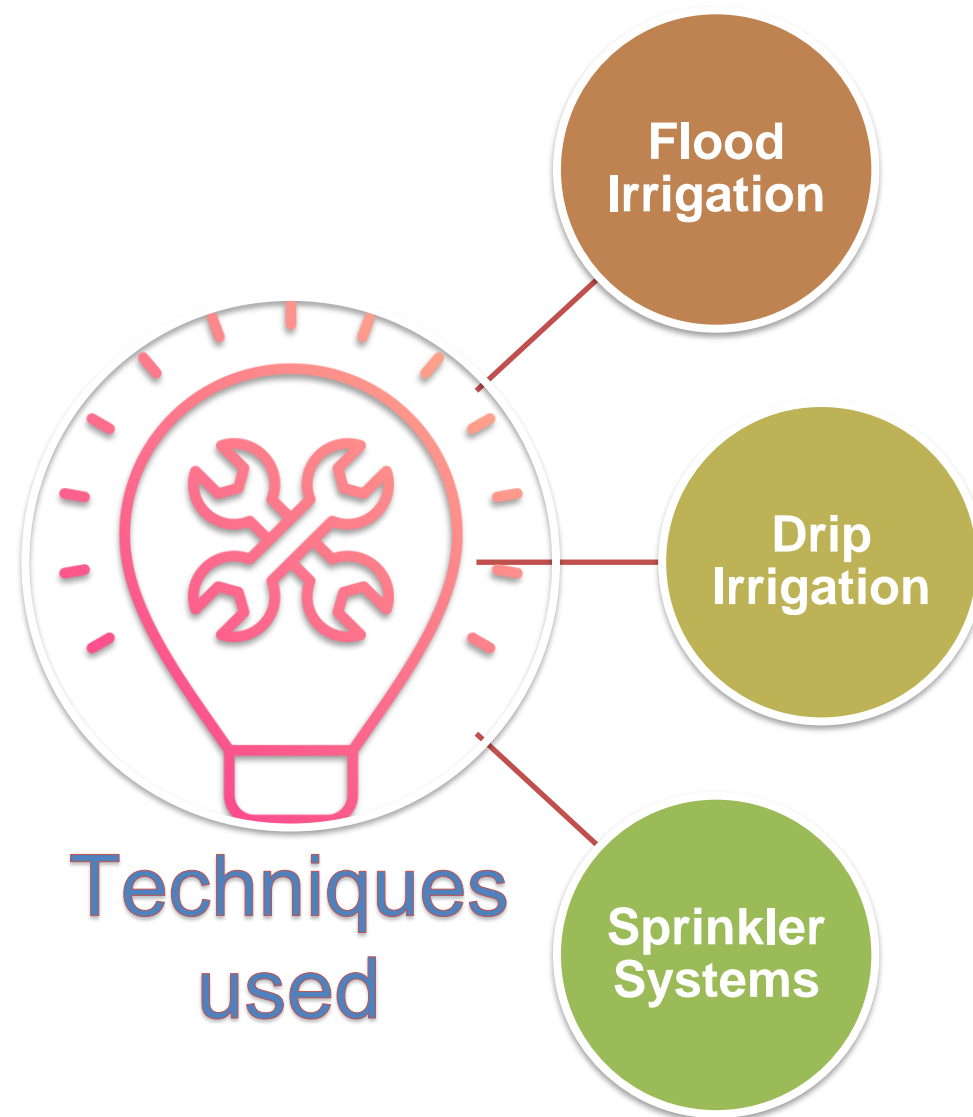 Flood
Irrigation
Drip
Irrigation
Techniques
used
Sprinkler
Systems